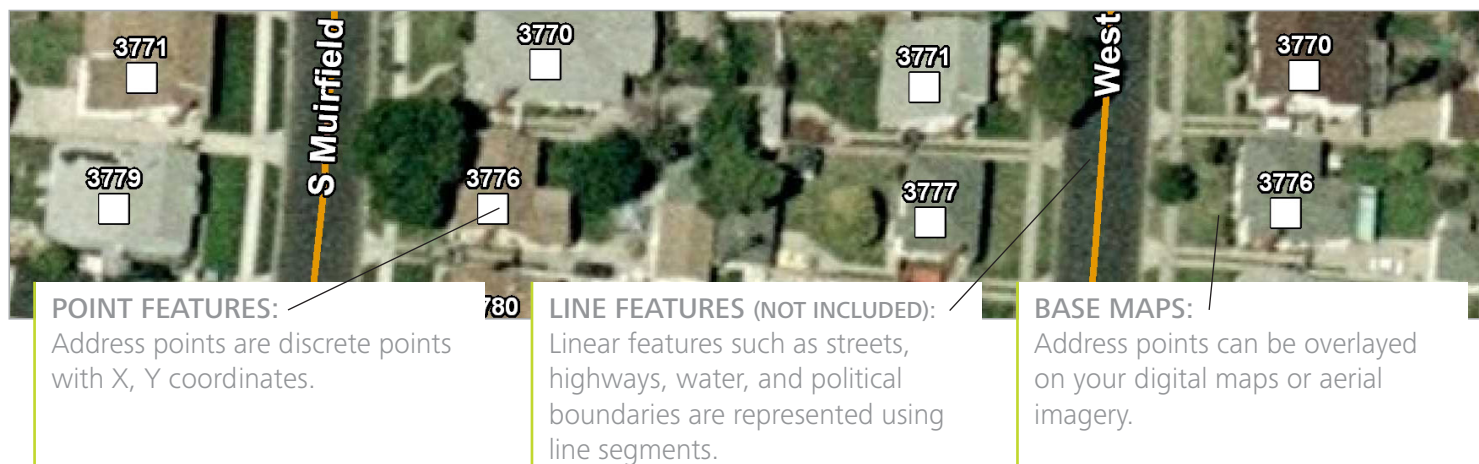 3771
3770
3771
3770
S Muirfield
West
3779
3776
3777
3776
780
POINT FEATURES:
Address points are discrete points
with X, Y coordinates.
LINE FEATURES (NOT INCLUDED):
Linear features such as streets,
highways, water, and political
boundaries are represented using
line segments.
BASE MAPS:
Address points can be overlayed
on your digital maps or aerial
imagery.